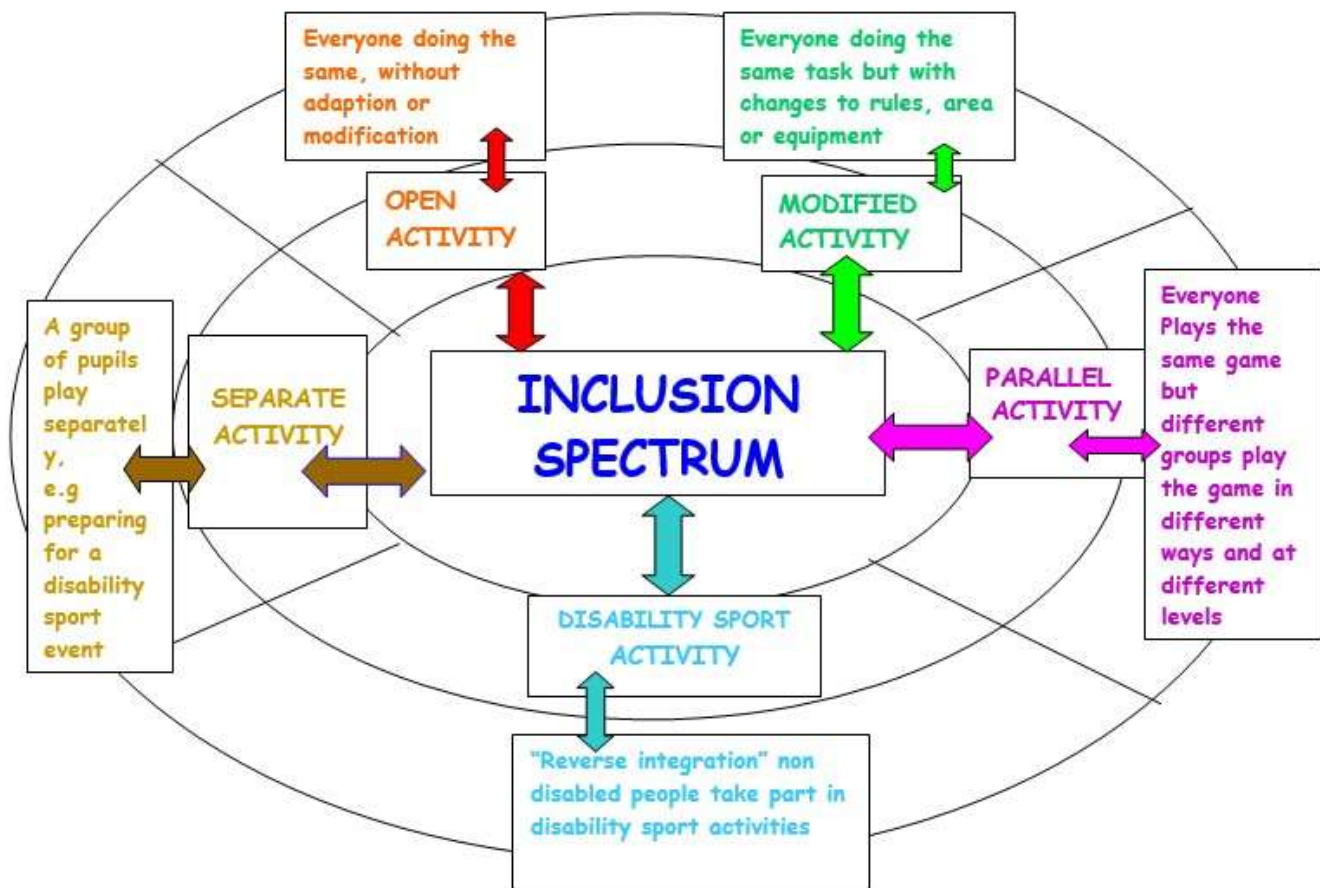 Everyone doing the
same, without
adaption or
modification
Everyone doing the
same task but with
changes to rules, area
or equipment
OPEN
ACTIVITY
MODIFIED
ACTIVITY
A group
of pupils
play
separatel
y,
e.g
preparing
for a
disability
sport
event
SEPARATE
ACTIVITY
INCLUSION
SPECTRUM
PARALLEL
ACTIVITY
Everyone
Plays the
same game
but
different
groups play
the game in
different
ways and at
different
levels
DISABILITY SPORT
ACTIVITY
"Reverse integration" non
disabled people take part in
disability sport activities